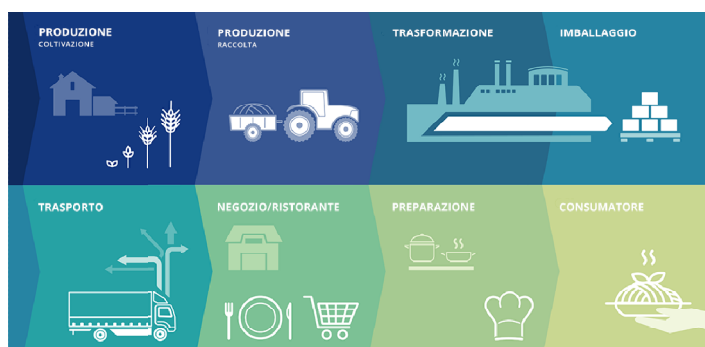 PRODUZIONE
COLTIVAZIONE
PRODUZIONE
RACCOLTA
TRASFORMAZIONE
IMBALLAGGIO
TRASPORTO
NEGOZIO/RISTORANTE
PREPARAZIONE
CONSUMATORE